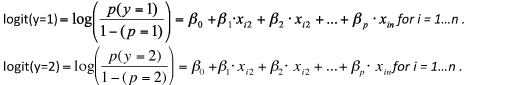 logit(y=1) = log(p(y = 1) / 1 − (p = 1)) = β₀ + β₁·xᵢ₂ + β₂ · xᵢ₂ + ... + βₚ · xᵢₙ for i = 1...n .
logit(y=2) = log(p(y = 2) / 1 − (p = 2)) = β₀ + β₁· xᵢ₂ + β₂· xᵢ₂ + ... + βₚ · xᵢₙ for i = 1...n .